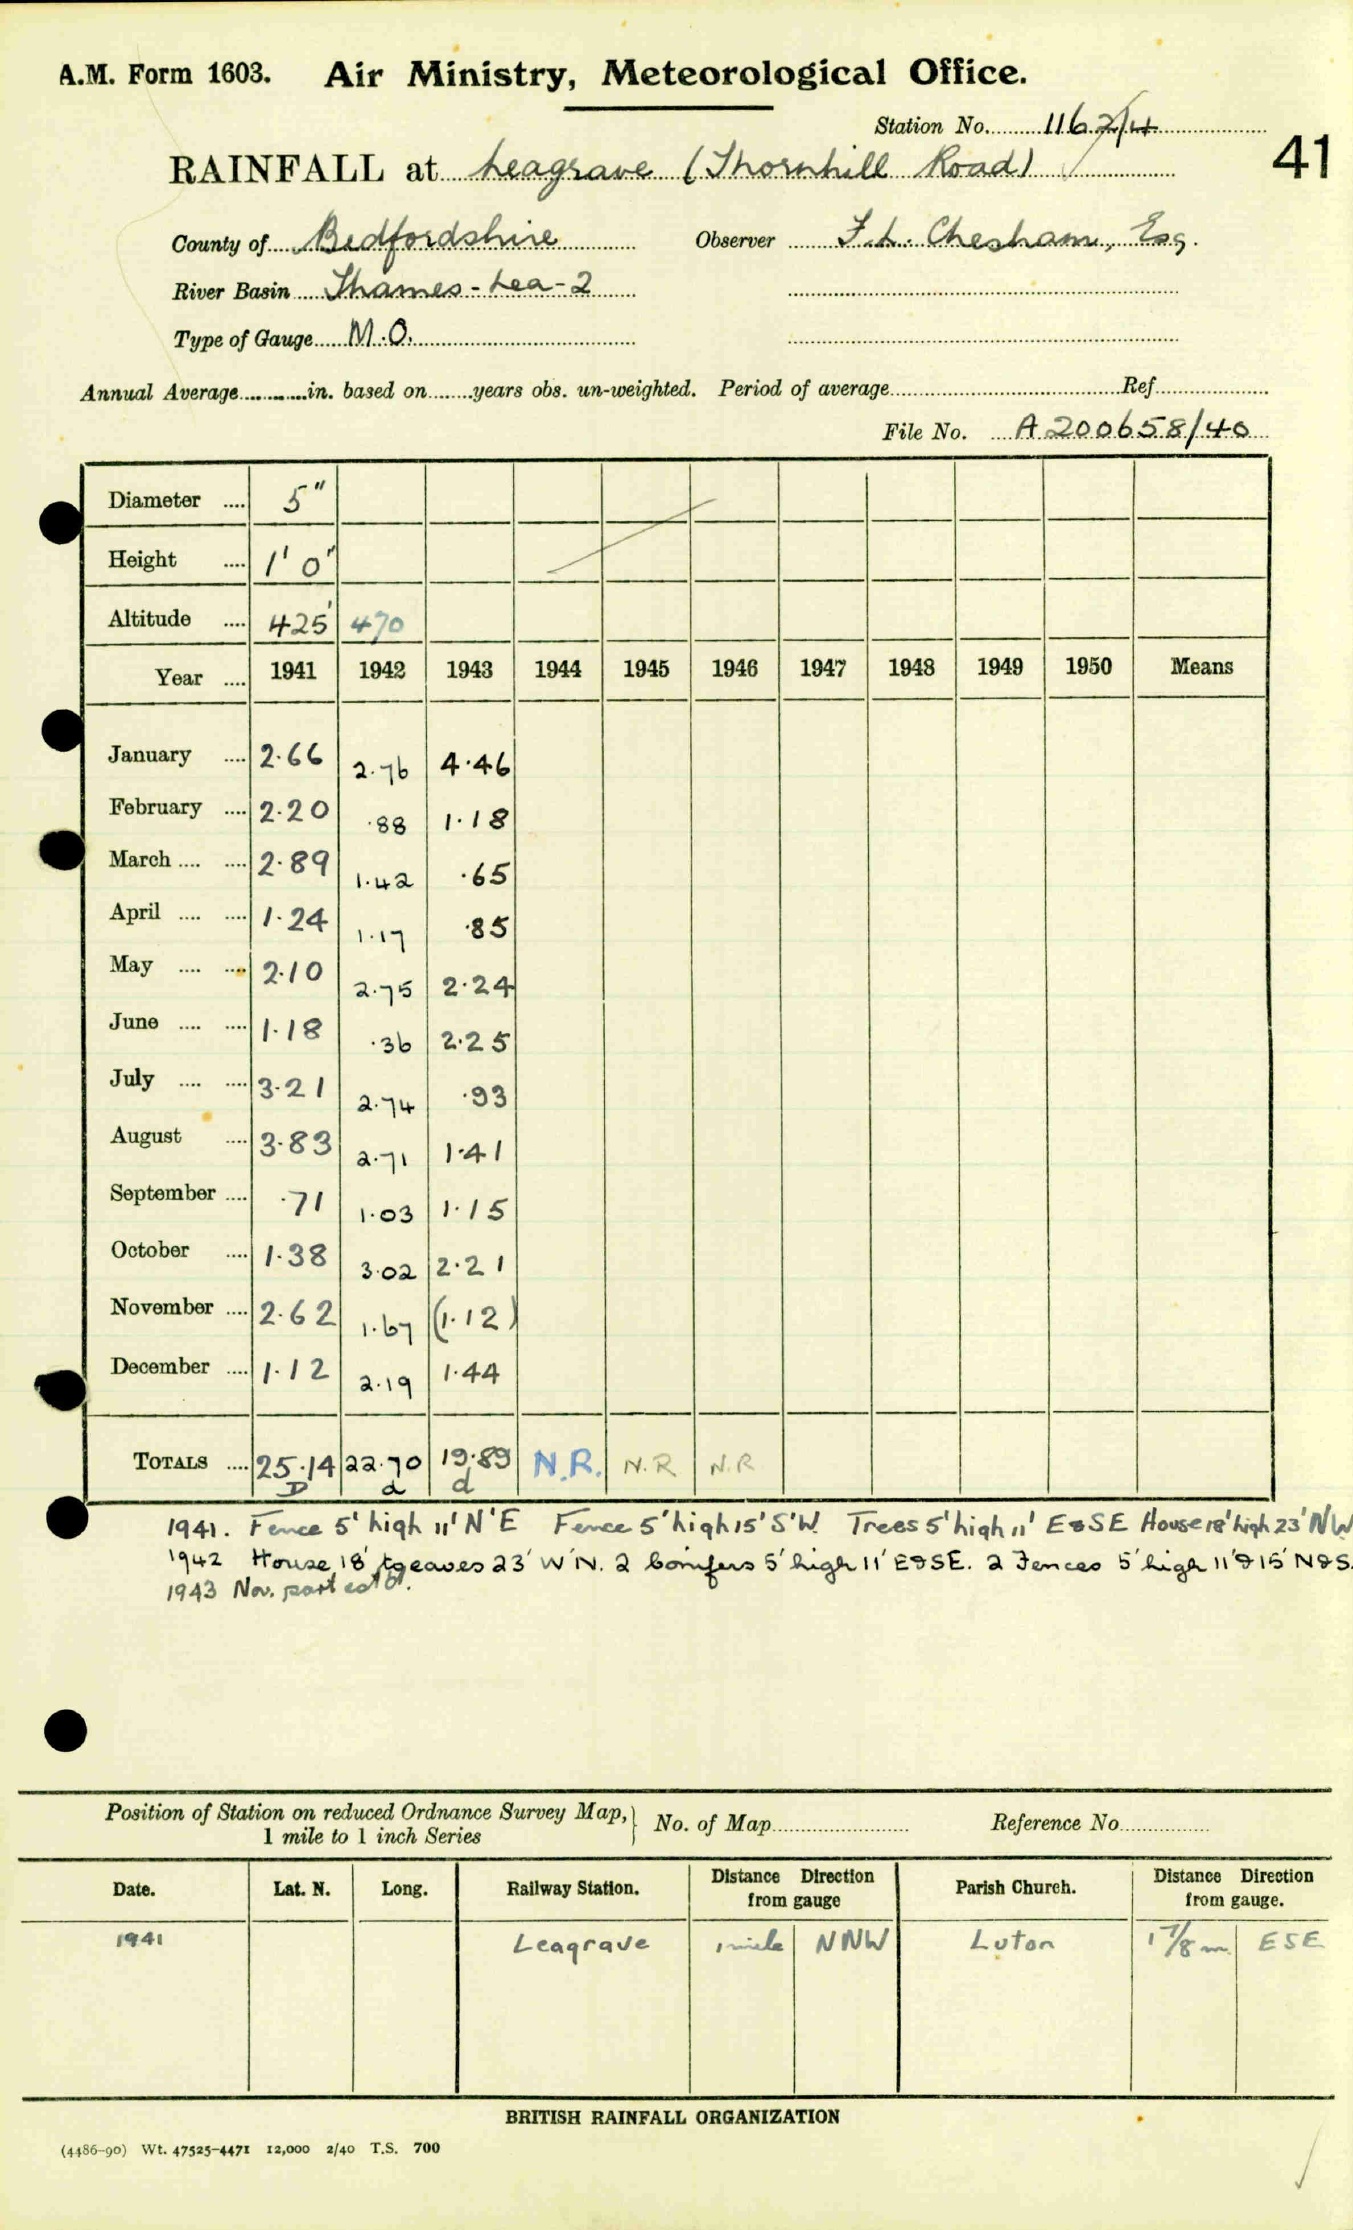 A.M. Form 1603. Air Ministry, Meteorological Office.
Station No. 1162/4
41
RAINFALL at Leagrave (Thornhill Road)
County of Bedfordshire Observer F.L. Chesham, Esq.
River Basin Thames-Lea-2
Type of Gauge M.O.
Annual Average in. based on years obs. un-weighted. Period of average Ref
File No. A200658/40
Diameter 5"
Height 1' 0"
Altitude 425' 470
Year 1941 1942 1943 1944 1945 1946 1947 1948 1949 1950 Means
January 2.66 2.76 4.46
February 2.20 .88 1.18
March 2.89 1.42 .65
April 1.24 1.17 .85
May 2.10 2.75 2.24
June 1.18 .36 2.25
July 3.21 2.74 .93
August 3.83 2.71 1.41
September .71 1.03 1.15
October 1.38 3.02 2.21
November 2.62 1.67 (1.12)
December 1.12 2.19 1.44
TOTALS 25.14 22.70 19.89 N.R. N.R N.R
D d d
1941. Fence 5' high 11' N'E Fence 5' high 15' S'W. Trees 5' high 11' E&SE House 18' high 23' NW
1942 House 18' to eaves 23' W'N. 2 Conifers 5' high 11' E&SE. 2 Fences 5' high 11' & 15' N&S.
1943 Nov. part estd.
Position of Station on reduced Ordnance Survey Map, No. of Map Reference No
1 mile to 1 inch Series
Date. Lat. N. Long. Railway Station. Distance Direction from gauge Parish Church. Distance Direction from gauge.
1941 Leagrave 1 mile NNW Luton 1 7/8 m ESE
BRITISH RAINFALL ORGANIZATION
(4486-90) Wt. 47525-4471 12,000 2/40 T.S. 700